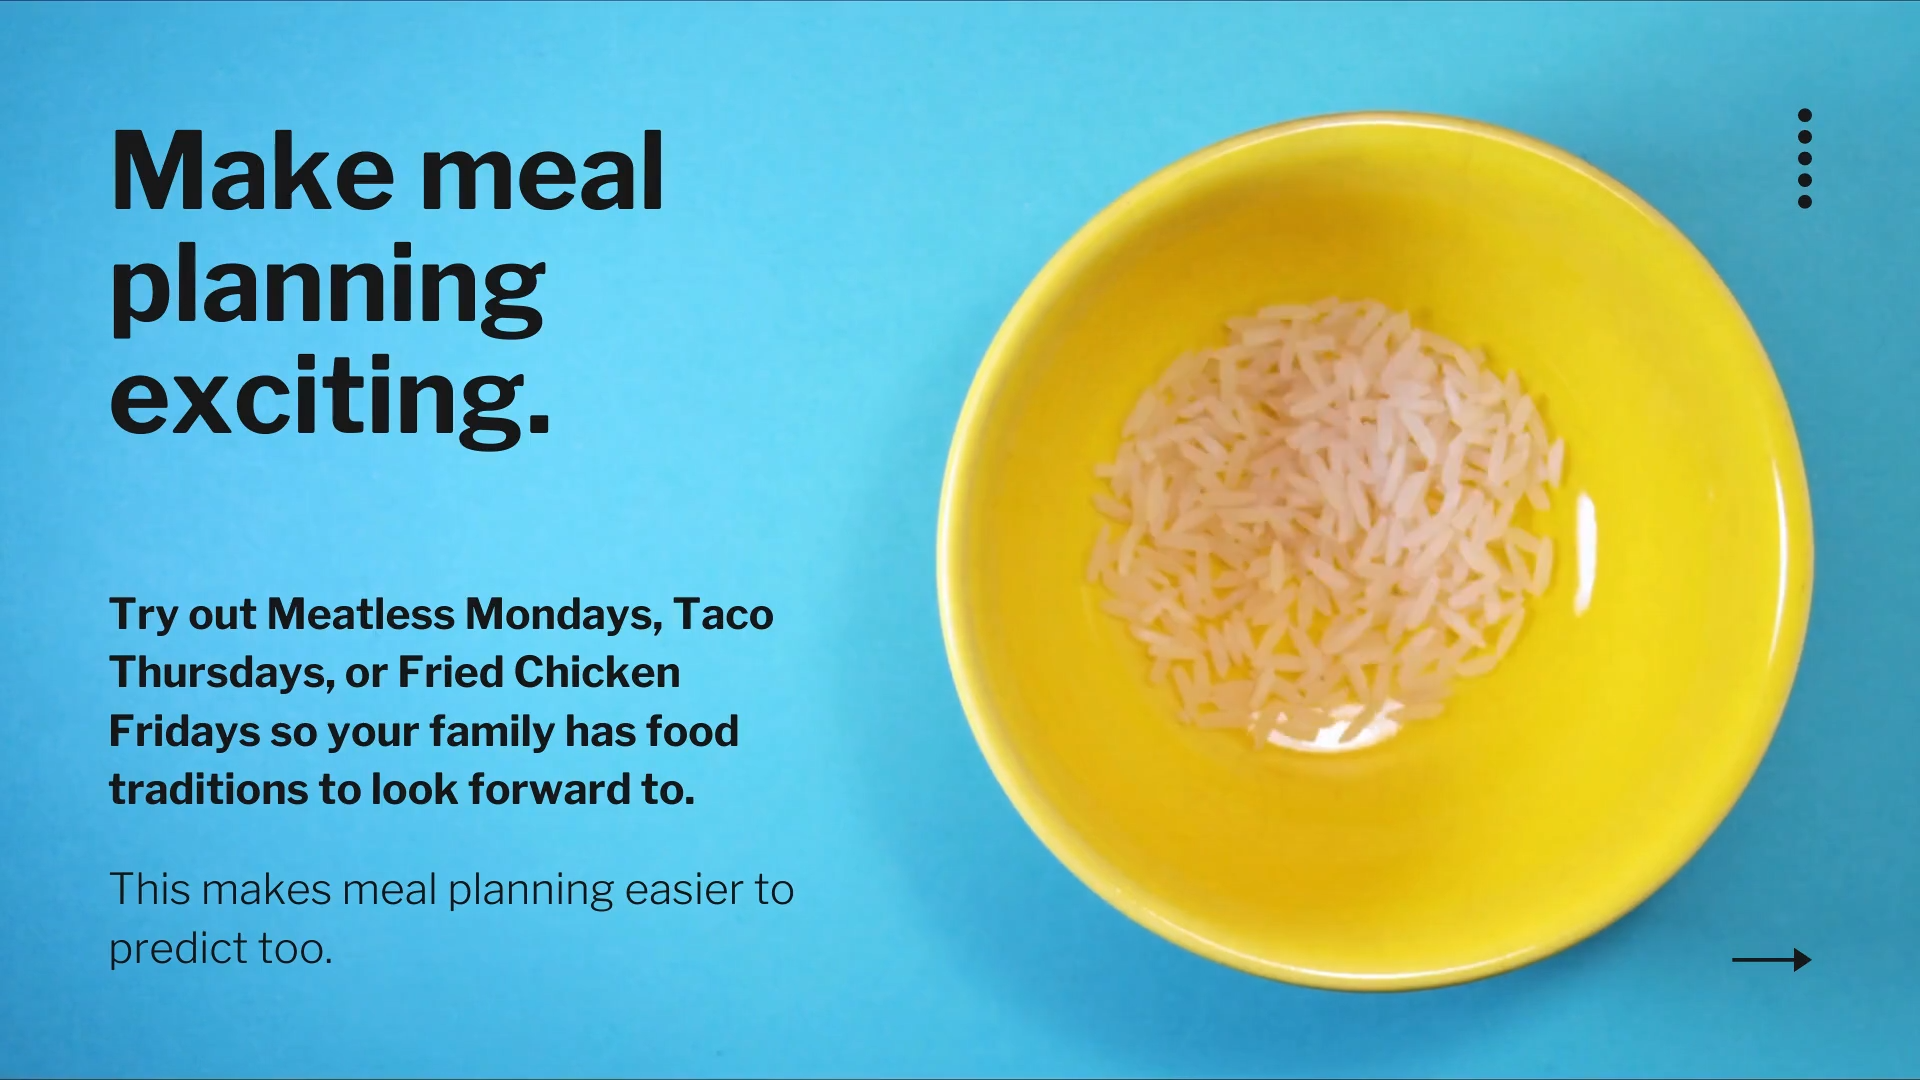 Make meal
planning
exciting.
Try out Meatless Mondays, Taco
Thursdays, or Fried Chicken
Fridays so your family has food
traditions to look forward to.
This makes meal planning easier to
predict too.